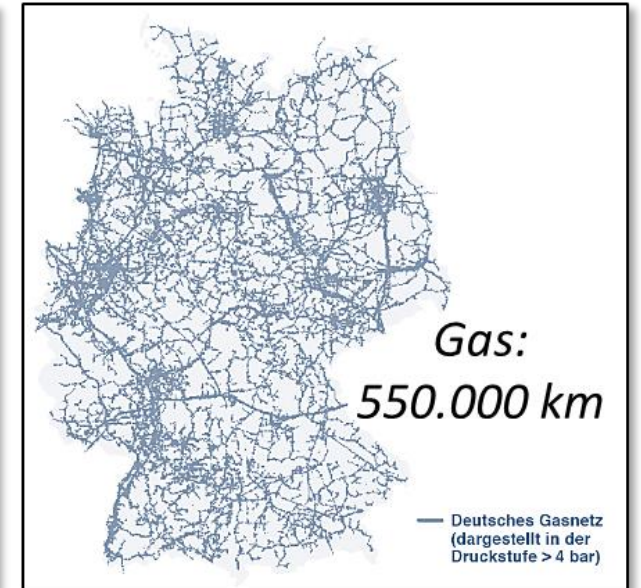 Gas:
550.000 km
Deutsches Gasnetz
(dargestellt in der
Druckstufe > 4 bar)